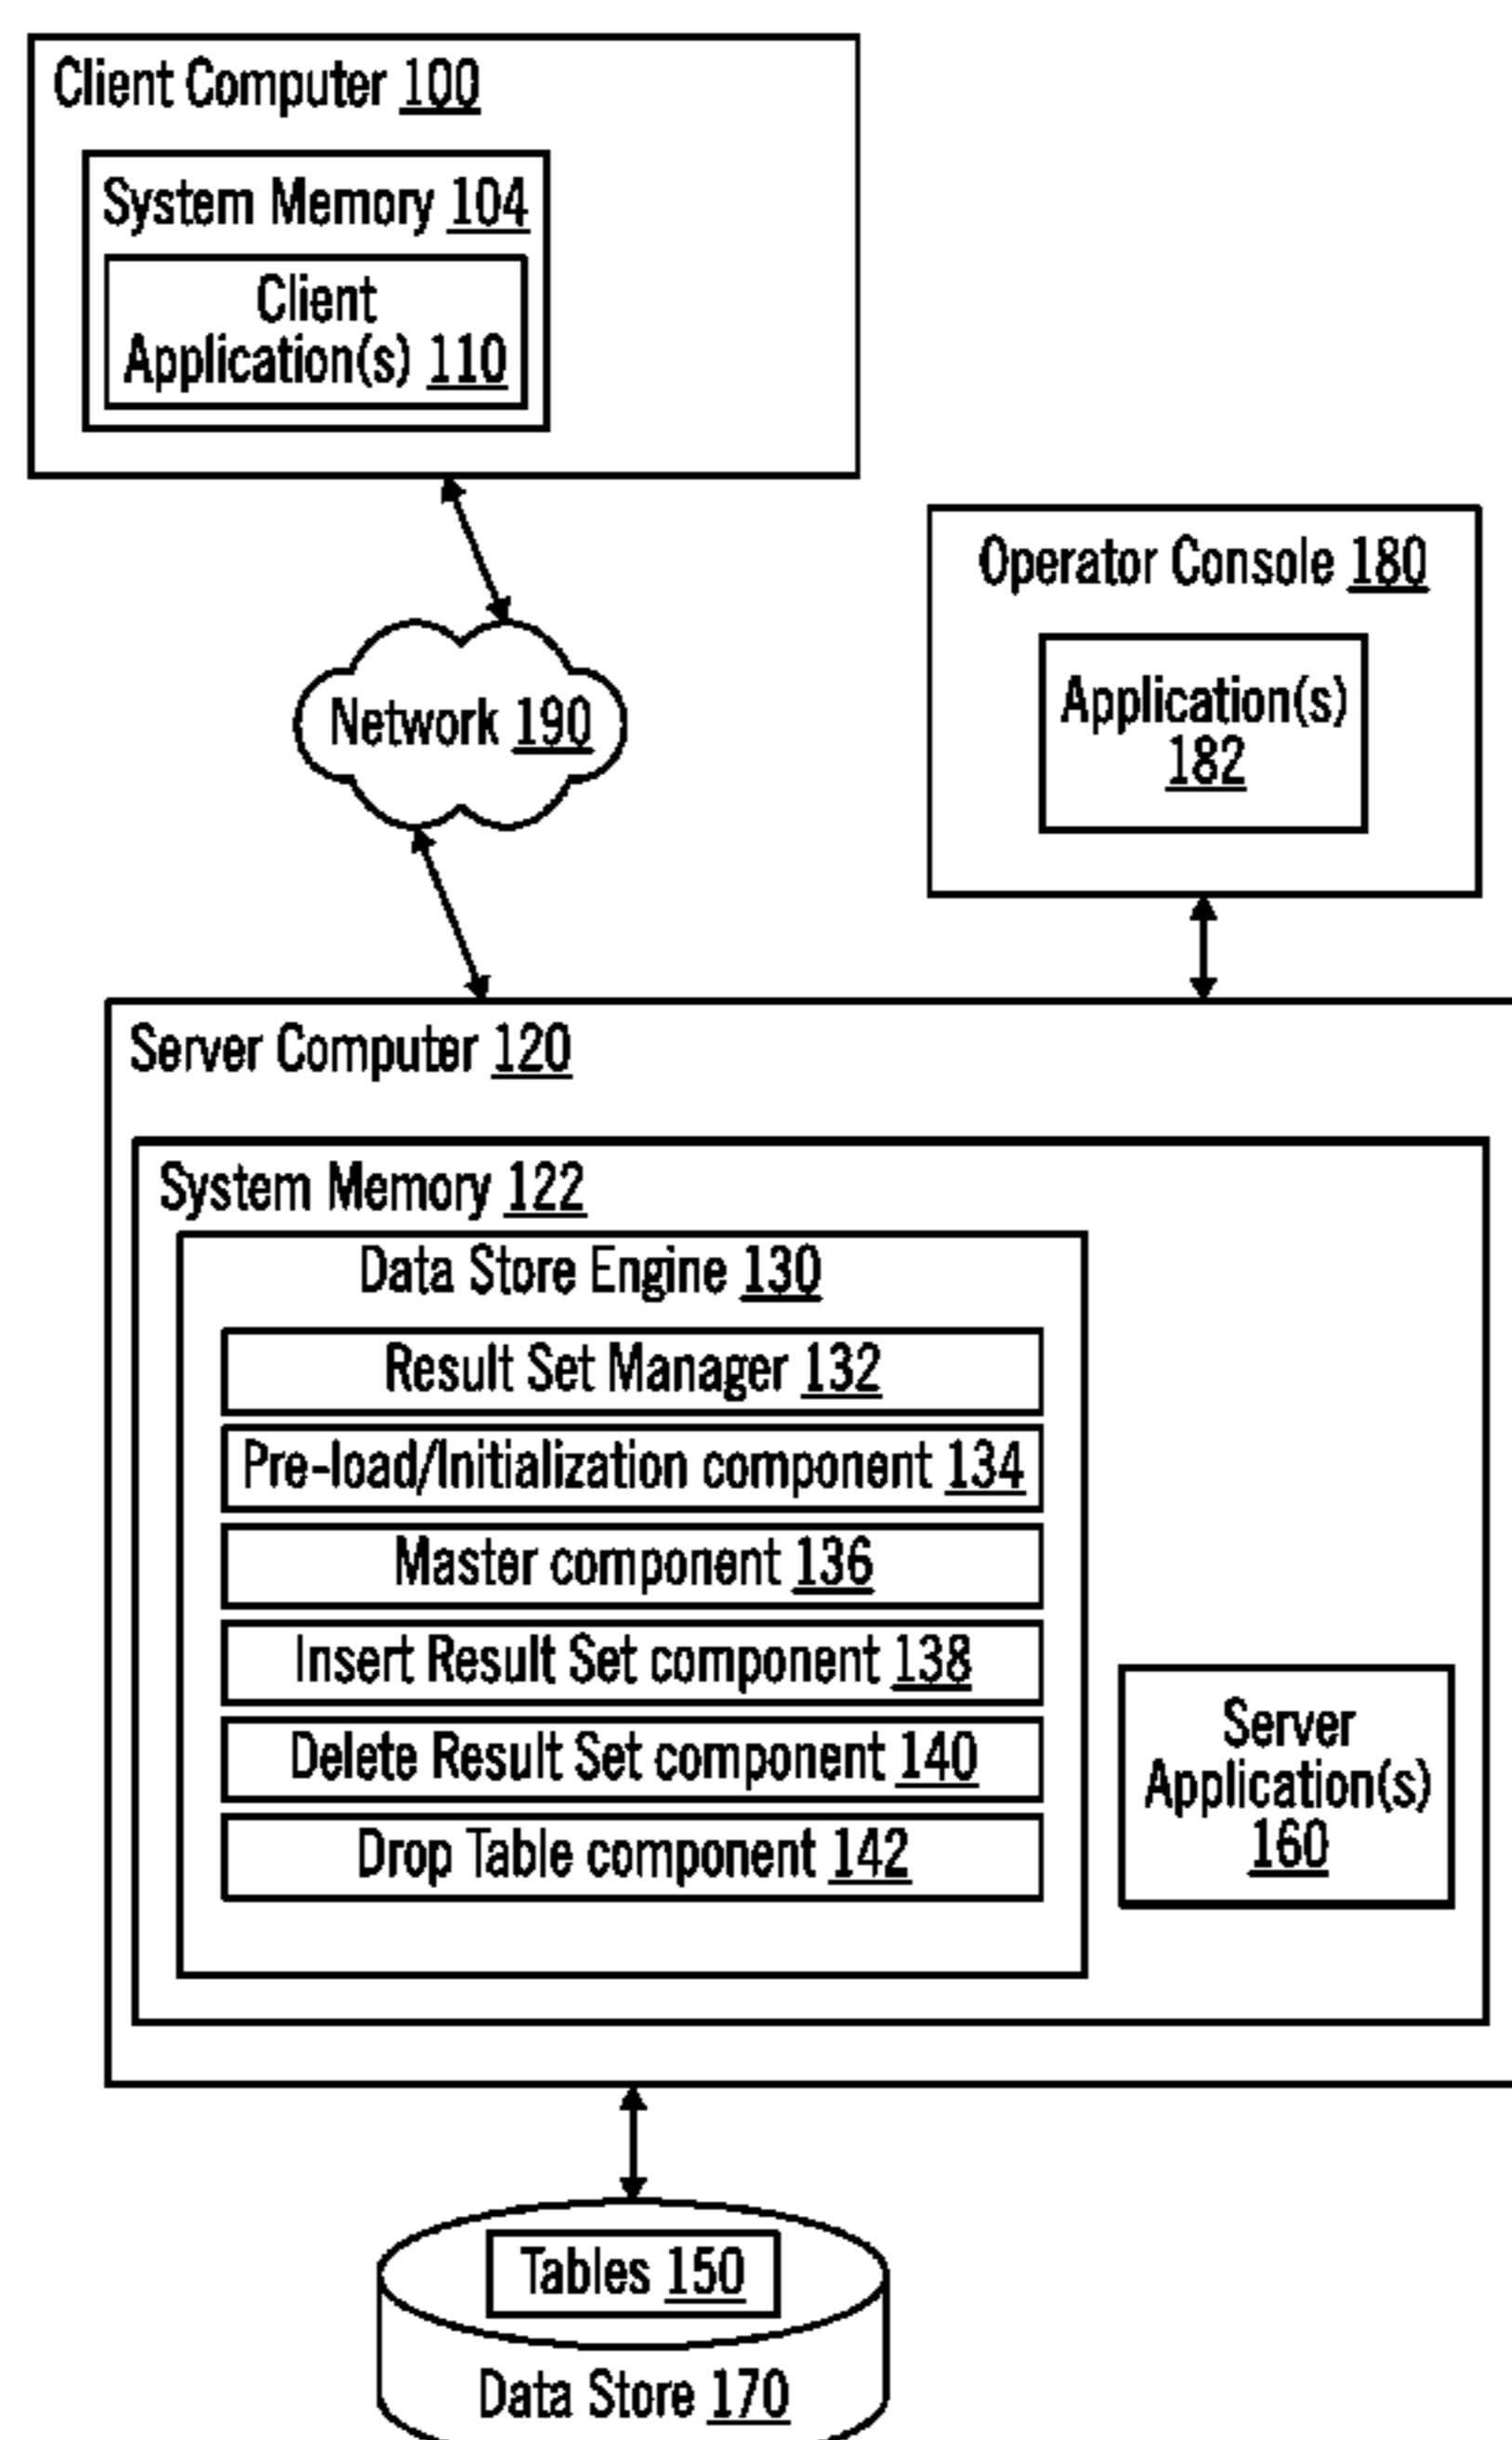 Client Computer 100
System Memory 104
Client
Application(s) 110
Operator Console 180
Application(s)
182
Network 190
Server Computer 120
System Memory 122
Data Store Engine 130
Result Set Manager 132
Pre-load/Initialization component 134
Master component 136
Insert Result Set component 138
Delete Result Set component 140
Drop Table component 142
Server
Application(s)
160
Tables 150
Data Store 170